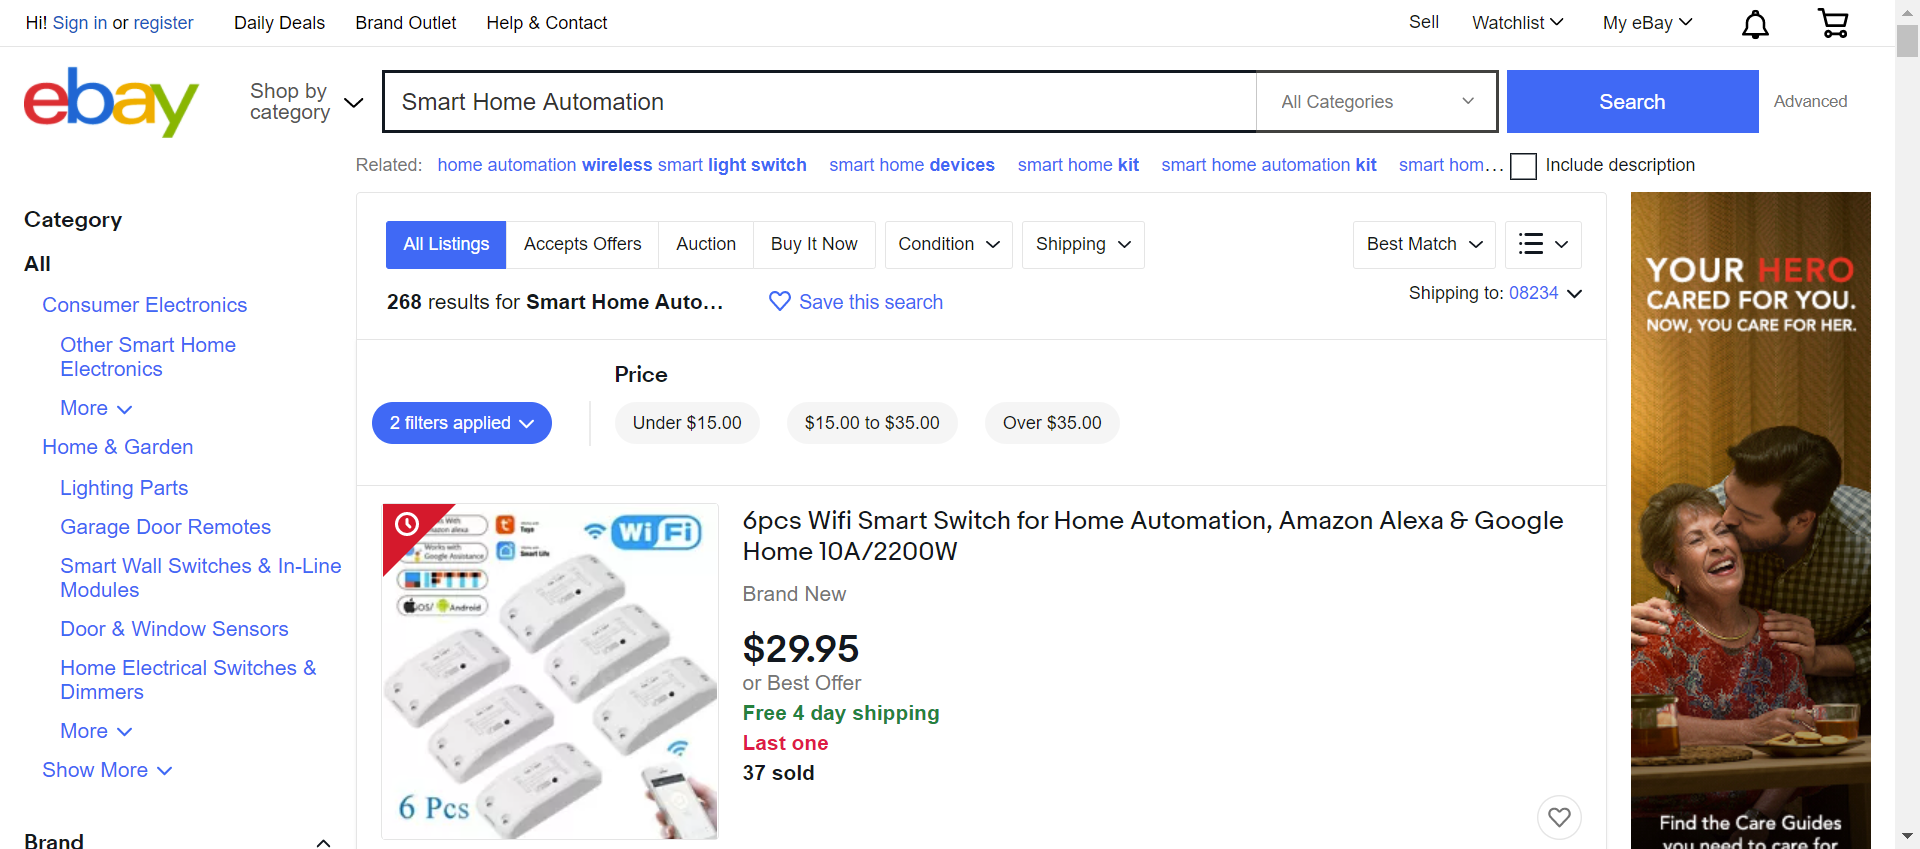 Hi! Sign in or register Daily Deals Brand Outlet Help & Contact Sell Watchlist My eBay
ebay
Shop by category
Smart Home Automation
All Categories
Search
Advanced
Related: home automation wireless smart light switch smart home devices smart home kit smart home automation kit smart hom... Include description
Category
All
Consumer Electronics
Other Smart Home
Electronics
More
Home & Garden
Lighting Parts
Garage Door Remotes
Smart Wall Switches & In-Line
Modules
Door & Window Sensors
Home Electrical Switches &
Dimmers
More
Show More
Brand
All Listings Accepts Offers Auction Buy It Now Condition Shipping Best Match
268 results for Smart Home Auto... Save this search
Shipping to: 08234
Price
2 filters applied Under $15.00 $15.00 to $35.00 Over $35.00
WiFi
Google Assistance
Smart Life
IFTTT
iOS/ Android
6 Pcs
6pcs Wifi Smart Switch for Home Automation, Amazon Alexa & Google
Home 10A/2200W
Brand New
$29.95
or Best Offer
Free 4 day shipping
Last one
37 sold
YOUR HERO
CARED FOR YOU.
NOW, YOU CARE FOR HER.
Find the Care Guides
you need to care for